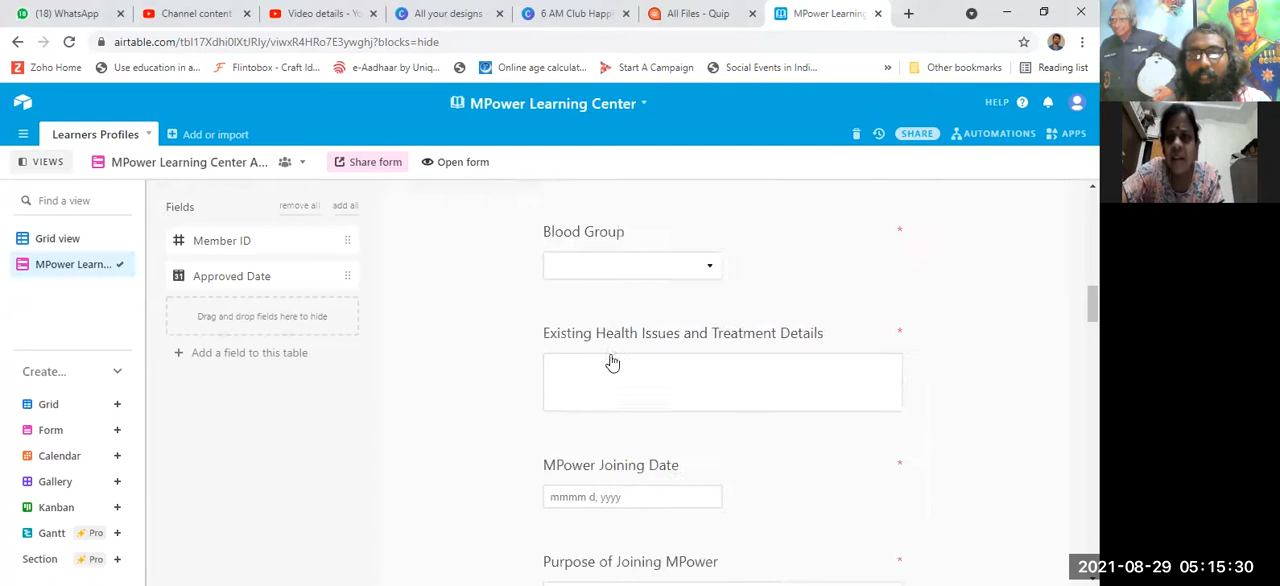 (18) WhatsApp
Channel content
Video details - Yo
All your designs -
6 AM Club Happi
All Files - Quip
MPower Learning
airtable.com/tbl17Xdhi0lXtJRIy/viwxR4HRo7E3ywghj?blocks=hide
Zoho Home
Use education in a...
Flintobox - Craft Id...
e-Aadhaar by Uniq...
Online age calculat...
Start A Campaign
Social Events in Indi...
»
Other bookmarks
Reading list
MPower Learning Center
HELP
Learners Profiles
Add or import
SHARE
AUTOMATIONS
APPS
VIEWS
MPower Learning Center A...
Share form
Open form
Find a view
Grid view
MPower Learn...
Fields
remove all
add all
Member ID
Approved Date
Drag and drop fields here to hide
+ Add a field to this table
Create...
Grid +
Form +
Calendar +
Gallery +
Kanban +
Gantt Pro +
Section Pro +
Blood Group *
Existing Health Issues and Treatment Details *
MPower Joining Date *
mmmm d, yyyy
Purpose of Joining MPower *
2021-08-29 05:15:30